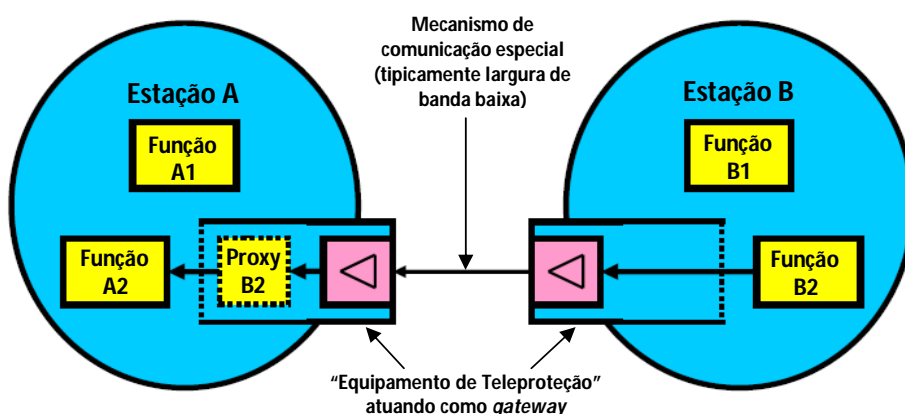 Mecanismo de
comunicação especial
(tipicamente largura de
banda baixa)
Estação A
Função
A1
Função
A2
Proxy
B2
Estação B
Função
B1
Função
B2
“Equipamento de Teleproteção”
atuando como gateway